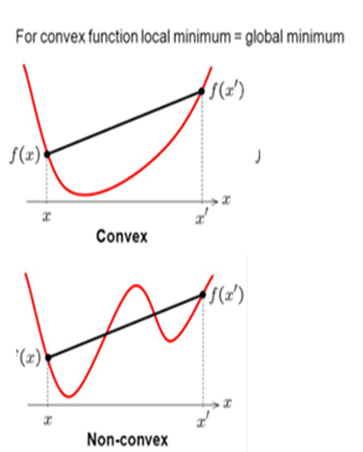 For convex function local minimum = global minimum
f(x')
f(x)
x
x'
x
Convex
f(x')
'(x)
x
x'
x
Non-convex